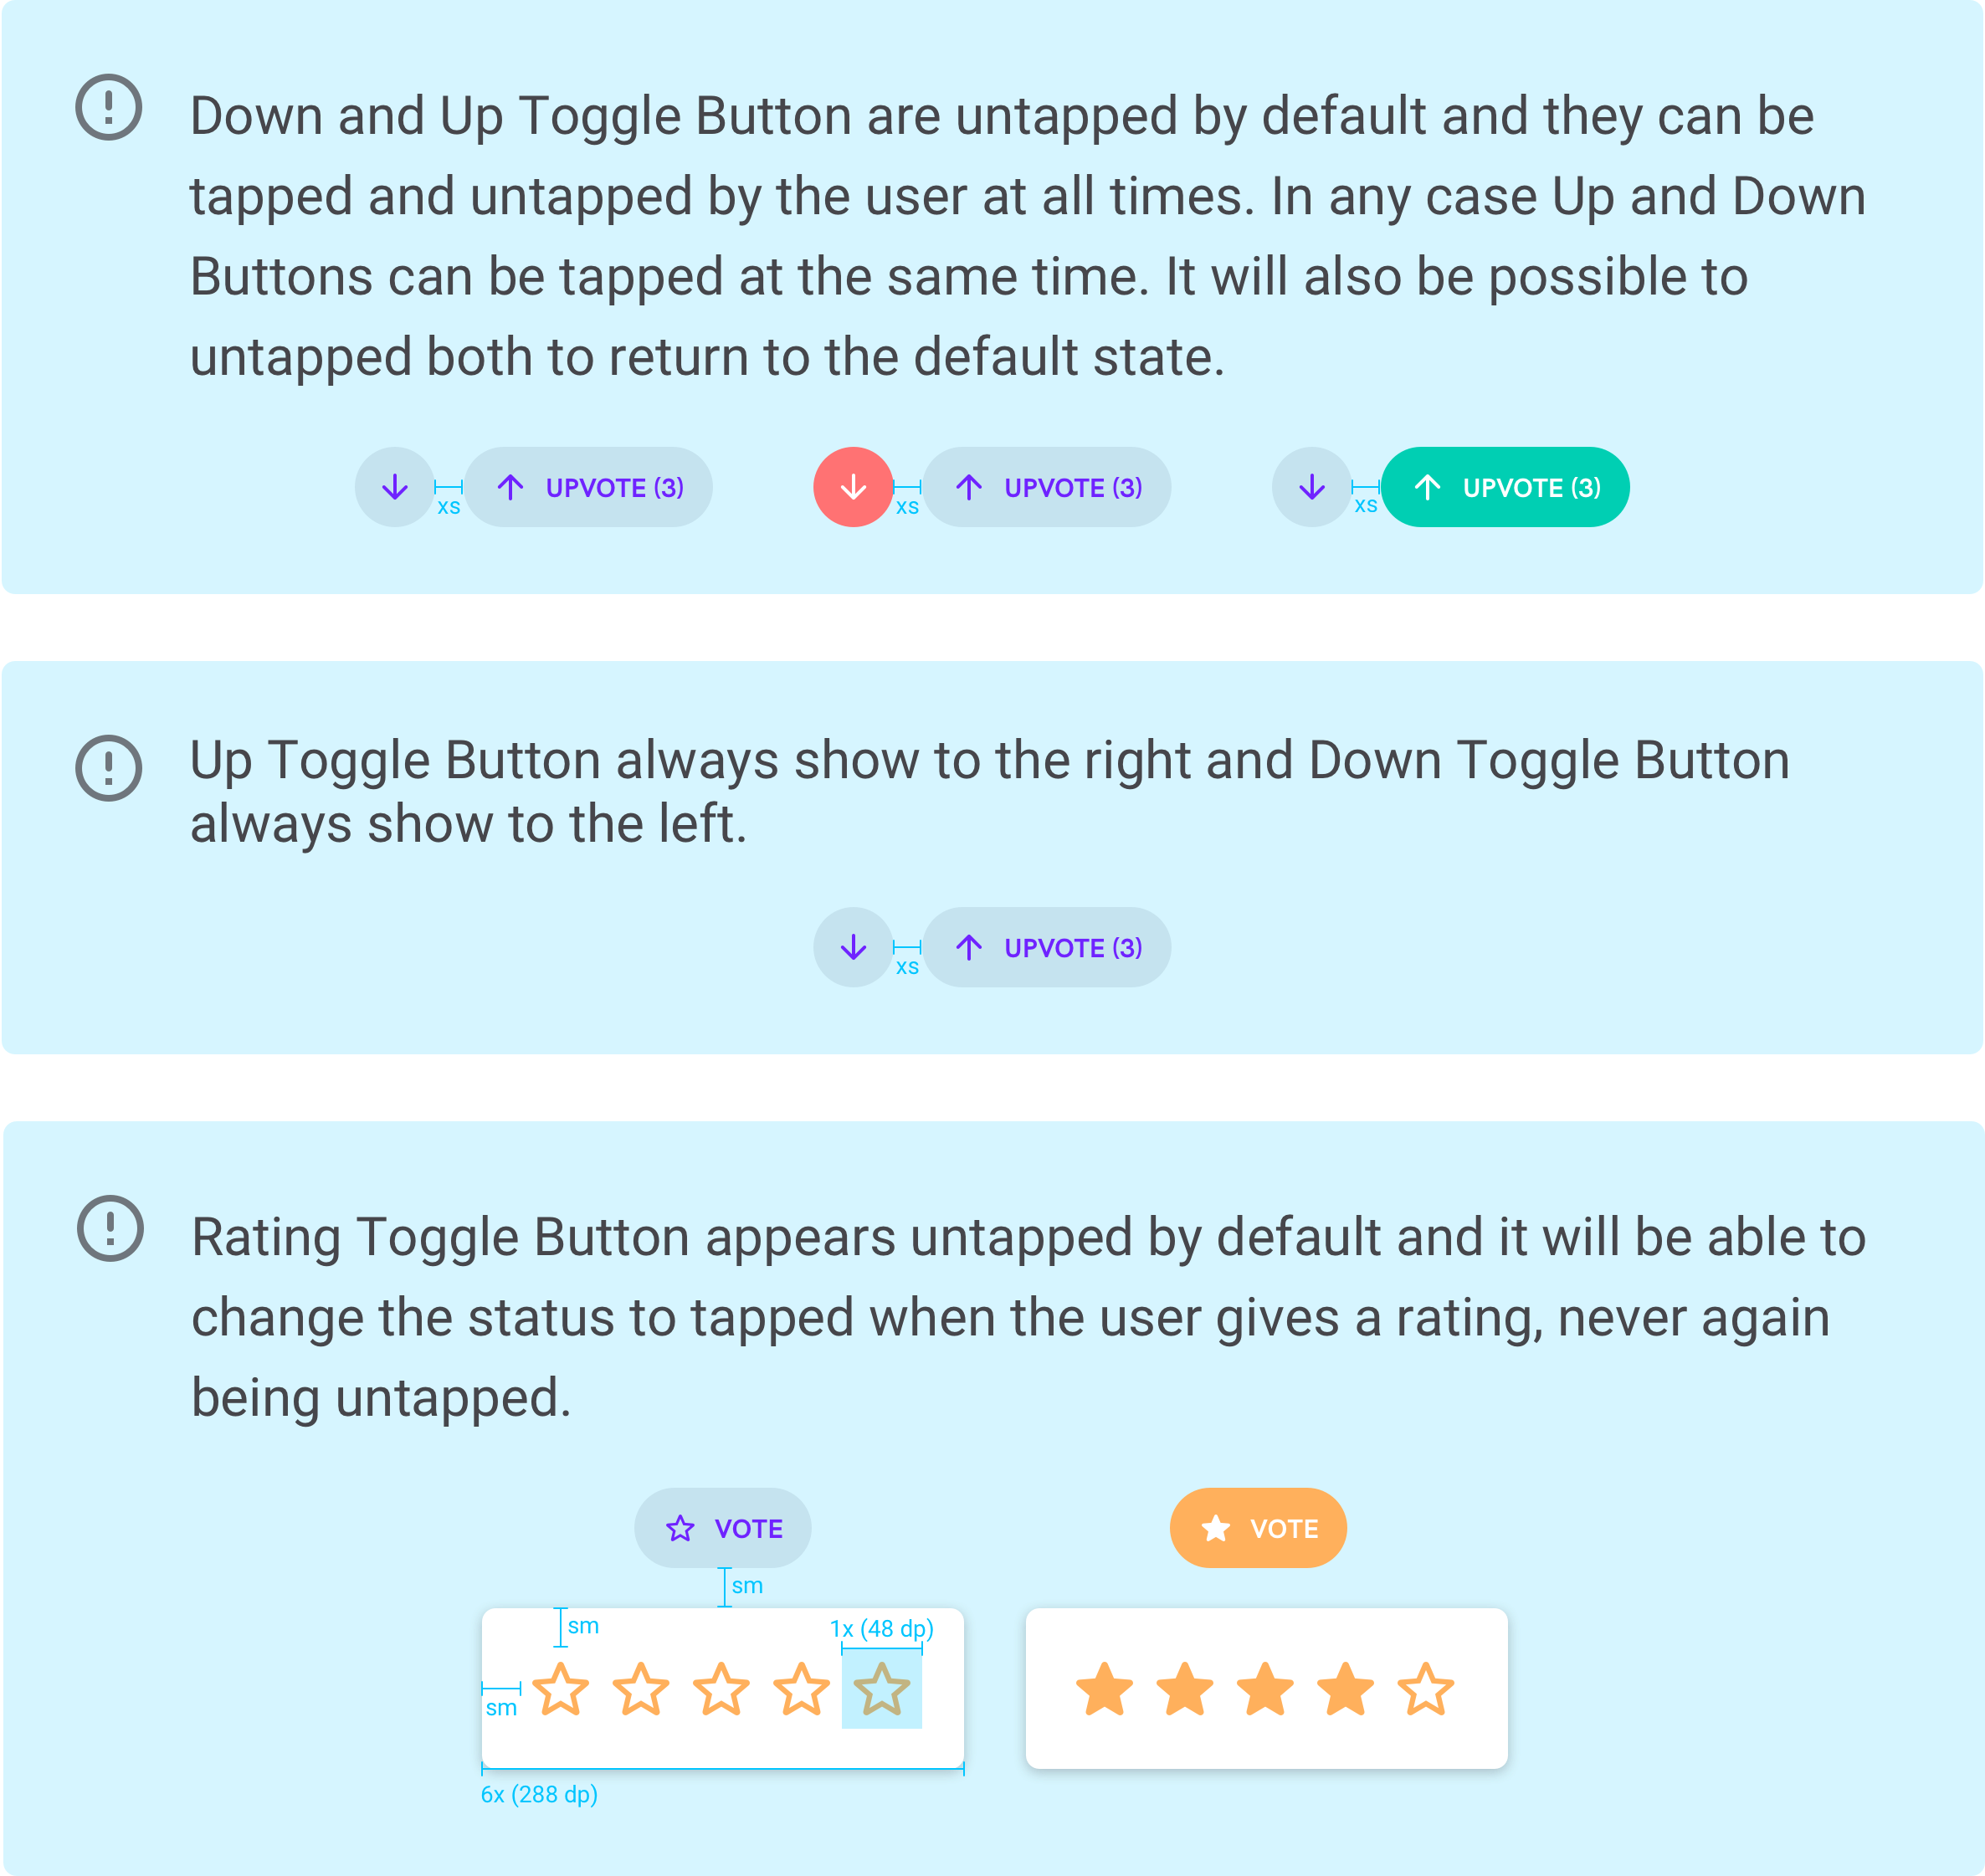 Down and Up Toggle Button are untapped by default and they can be
tapped and untapped by the user at all times. In any case Up and Down
Buttons can be tapped at the same time. It will also be possible to
untapped both to return to the default state.
xs UPVOTE (3)
xs UPVOTE (3)
xs UPVOTE (3)
Up Toggle Button always show to the right and Down Toggle Button
always show to the left.
xs UPVOTE (3)
Rating Toggle Button appears untapped by default and it will be able to
change the status to tapped when the user gives a rating, never again
being untapped.
VOTE
VOTE
sm
sm
1x (48 dp)
sm
6x (288 dp)